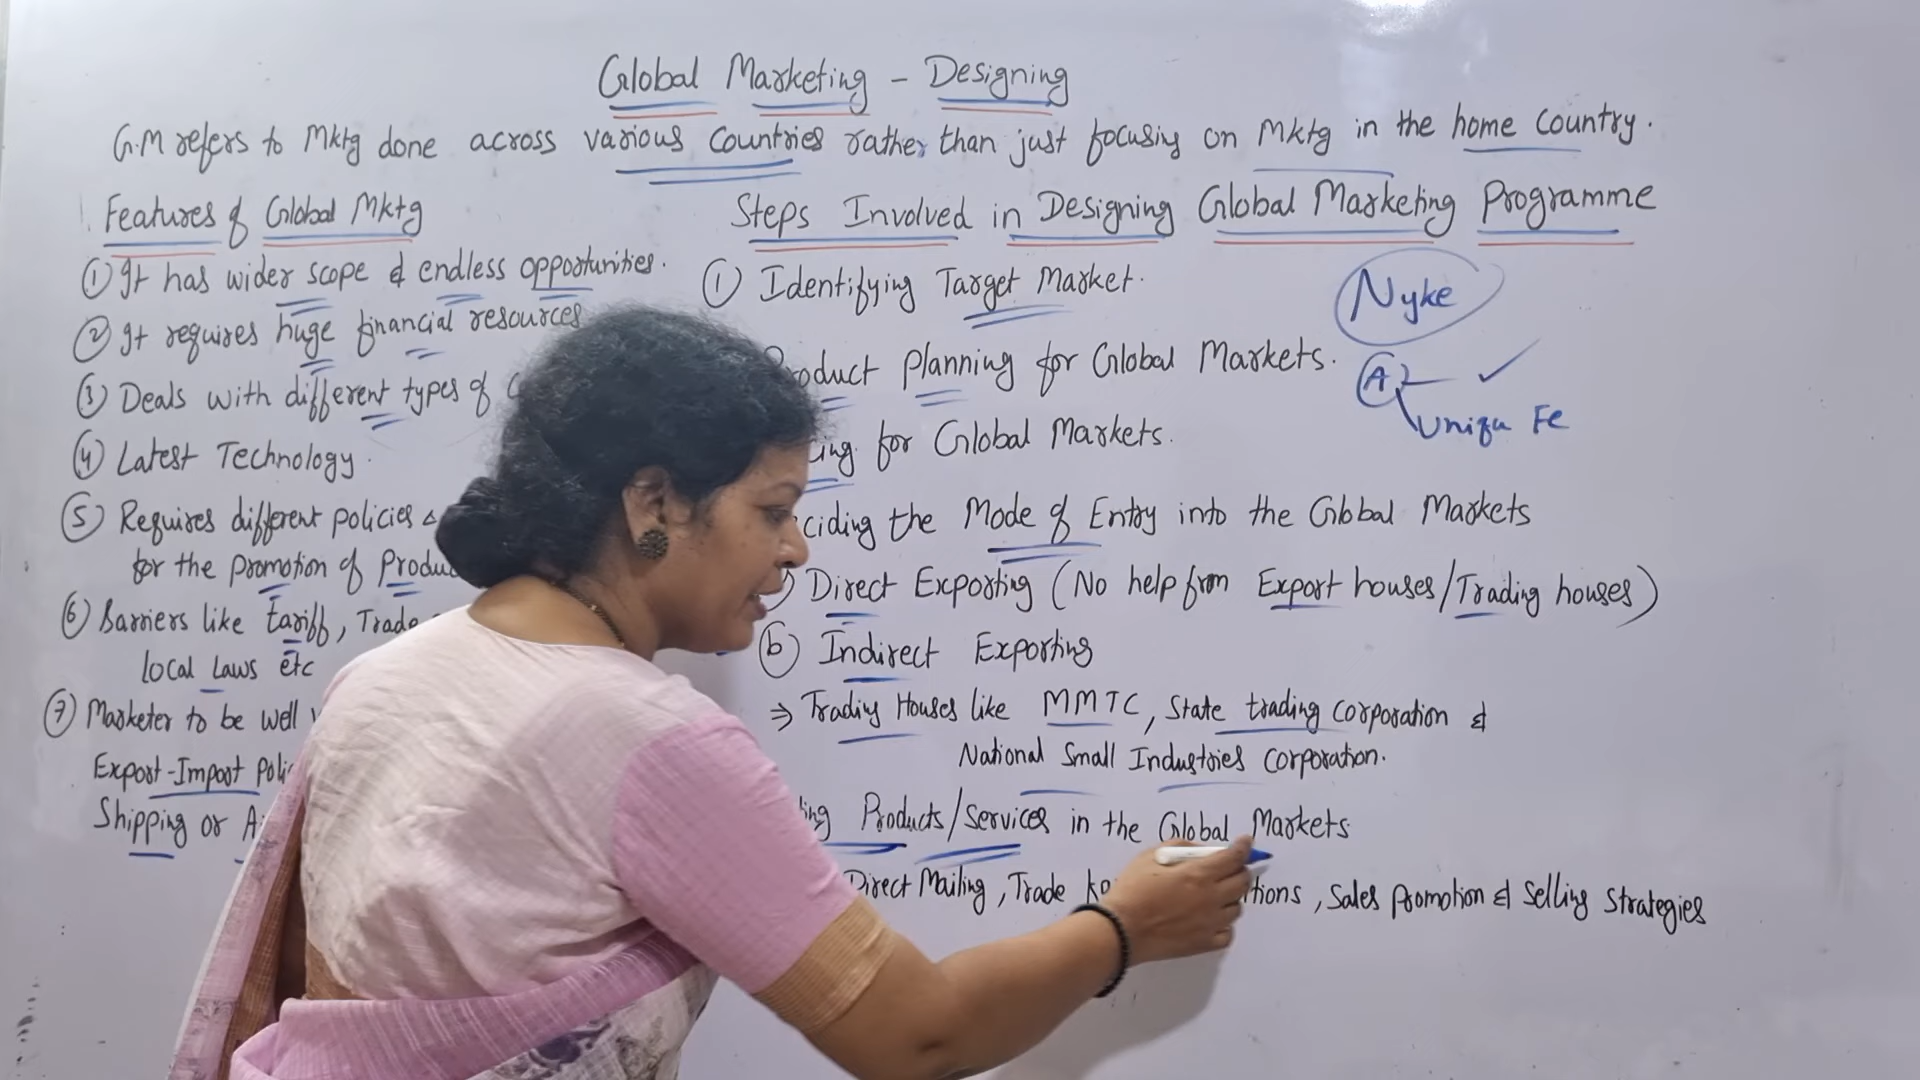 Global Marketing - Designing
G.M refers to Mktg done across various Countries rather than just focusing on Mktg in the home Country.
Features of Global Mktg
① It has wider scope & endless opportunities.
② It requires huge financial resources
③ Deals with different types of
④ Latest Technology.
⑤ Requires different policies &
for the promotion of
⑥ Barriers like tariff, Trade
local Laws etc
⑦ Marketer to be well
Export-Import
Shipping or
Steps Involved in Designing Global Marketing Programme
① Identifying Target Market.
Planning for Global Markets.
for Global Markets.
the Mode of Entry into the Global Markets
Direct Exporting (No help from Export houses/Trading houses)
ⓑ Indirect Exporting
⇒ Trading Houses like MMTC, State trading corporation &
National Small Industries Corporation.
Products/Services in the Global Markets
Direct Mailing, Trade , Sales promotion & Selling Strategies
Nyke
A ✓
Uniqu Fe